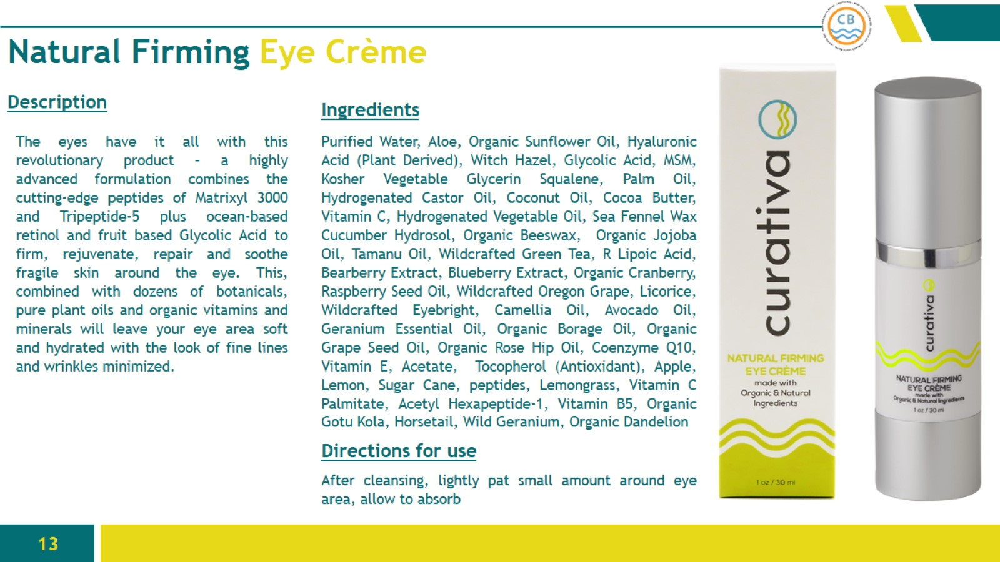 CB
Natural Firming Eye Crème
Description
The eyes have it all with this
revolutionary product - a highly
advanced formulation combines the
cutting-edge peptides of Matrixyl 3000
and Tripeptide-5 plus ocean-based
retinol and fruit based Glycolic Acid to
firm, rejuvenate, repair and soothe
fragile skin around the eye. This,
combined with dozens of botanicals,
pure plant oils and organic vitamins and
minerals will leave your eye area soft
and hydrated with the look of fine lines
and wrinkles minimized.
Ingredients
Purified Water, Aloe, Organic Sunflower Oil, Hyaluronic
Acid (Plant Derived), Witch Hazel, Glycolic Acid, MSM,
Kosher Vegetable Glycerin Squalene, Palm Oil,
Hydrogenated Castor Oil, Coconut Oil, Cocoa Butter,
Vitamin C, Hydrogenated Vegetable Oil, Sea Fennel Wax
Cucumber Hydrosol, Organic Beeswax, Organic Jojoba
Oil, Tamanu Oil, Wildcrafted Green Tea, R Lipoic Acid,
Bearberry Extract, Blueberry Extract, Organic Cranberry,
Raspberry Seed Oil, Wildcrafted Oregon Grape, Licorice,
Wildcrafted Eyebright, Camellia Oil, Avocado Oil,
Geranium Essential Oil, Organic Borage Oil, Organic
Grape Seed Oil, Organic Rose Hip Oil, Coenzyme Q10,
Vitamin E, Acetate, Tocopherol (Antioxidant), Apple,
Lemon, Sugar Cane, peptides, Lemongrass, Vitamin C
Palmitate, Acetyl Hexapeptide-1, Vitamin B5, Organic
Gotu Kola, Horsetail, Wild Geranium, Organic Dandelion
Directions for use
After cleansing, lightly pat small amount around eye
area, allow to absorb
curativa
NATURAL FIRMING
EYE CRÈME
made with
Organic & Natural
Ingredients
1 oz / 30 ml
curativa
NATURAL FIRMING
EYE CRÈME
made with
Organic & Natural Ingredients
1 oz / 30 ml
13